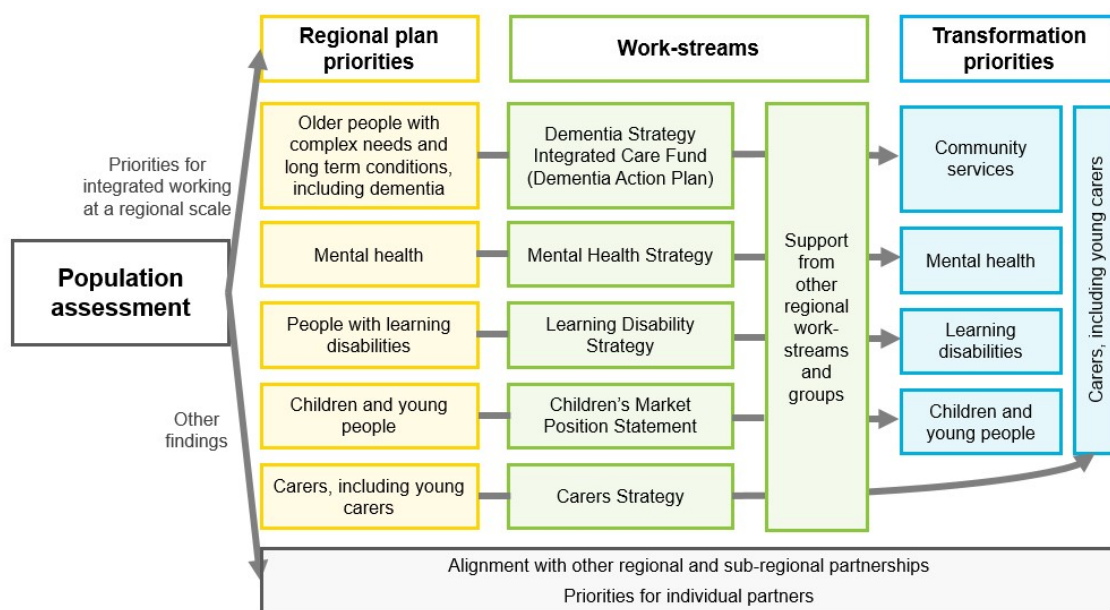 Regional plan
priorities
Work-streams
Transformation
priorities
Priorities for
integrated working
at a regional scale
Population
assessment
Other
findings
Older people with
complex needs and
long term conditions,
including dementia
Dementia Strategy
Integrated Care Fund
(Dementia Action Plan)
Community
services
Mental health
Mental Health Strategy
Mental health
People with learning
disabilities
Learning Disability
Strategy
Learning
disabilities
Children and young
people
Children’s Market
Position Statement
Children and
young people
Carers, including young
carers
Carers Strategy
Support
from
other
regional
work-
streams
and
groups
Carers, including young carers
Alignment with other regional and sub-regional partnerships
Priorities for individual partners